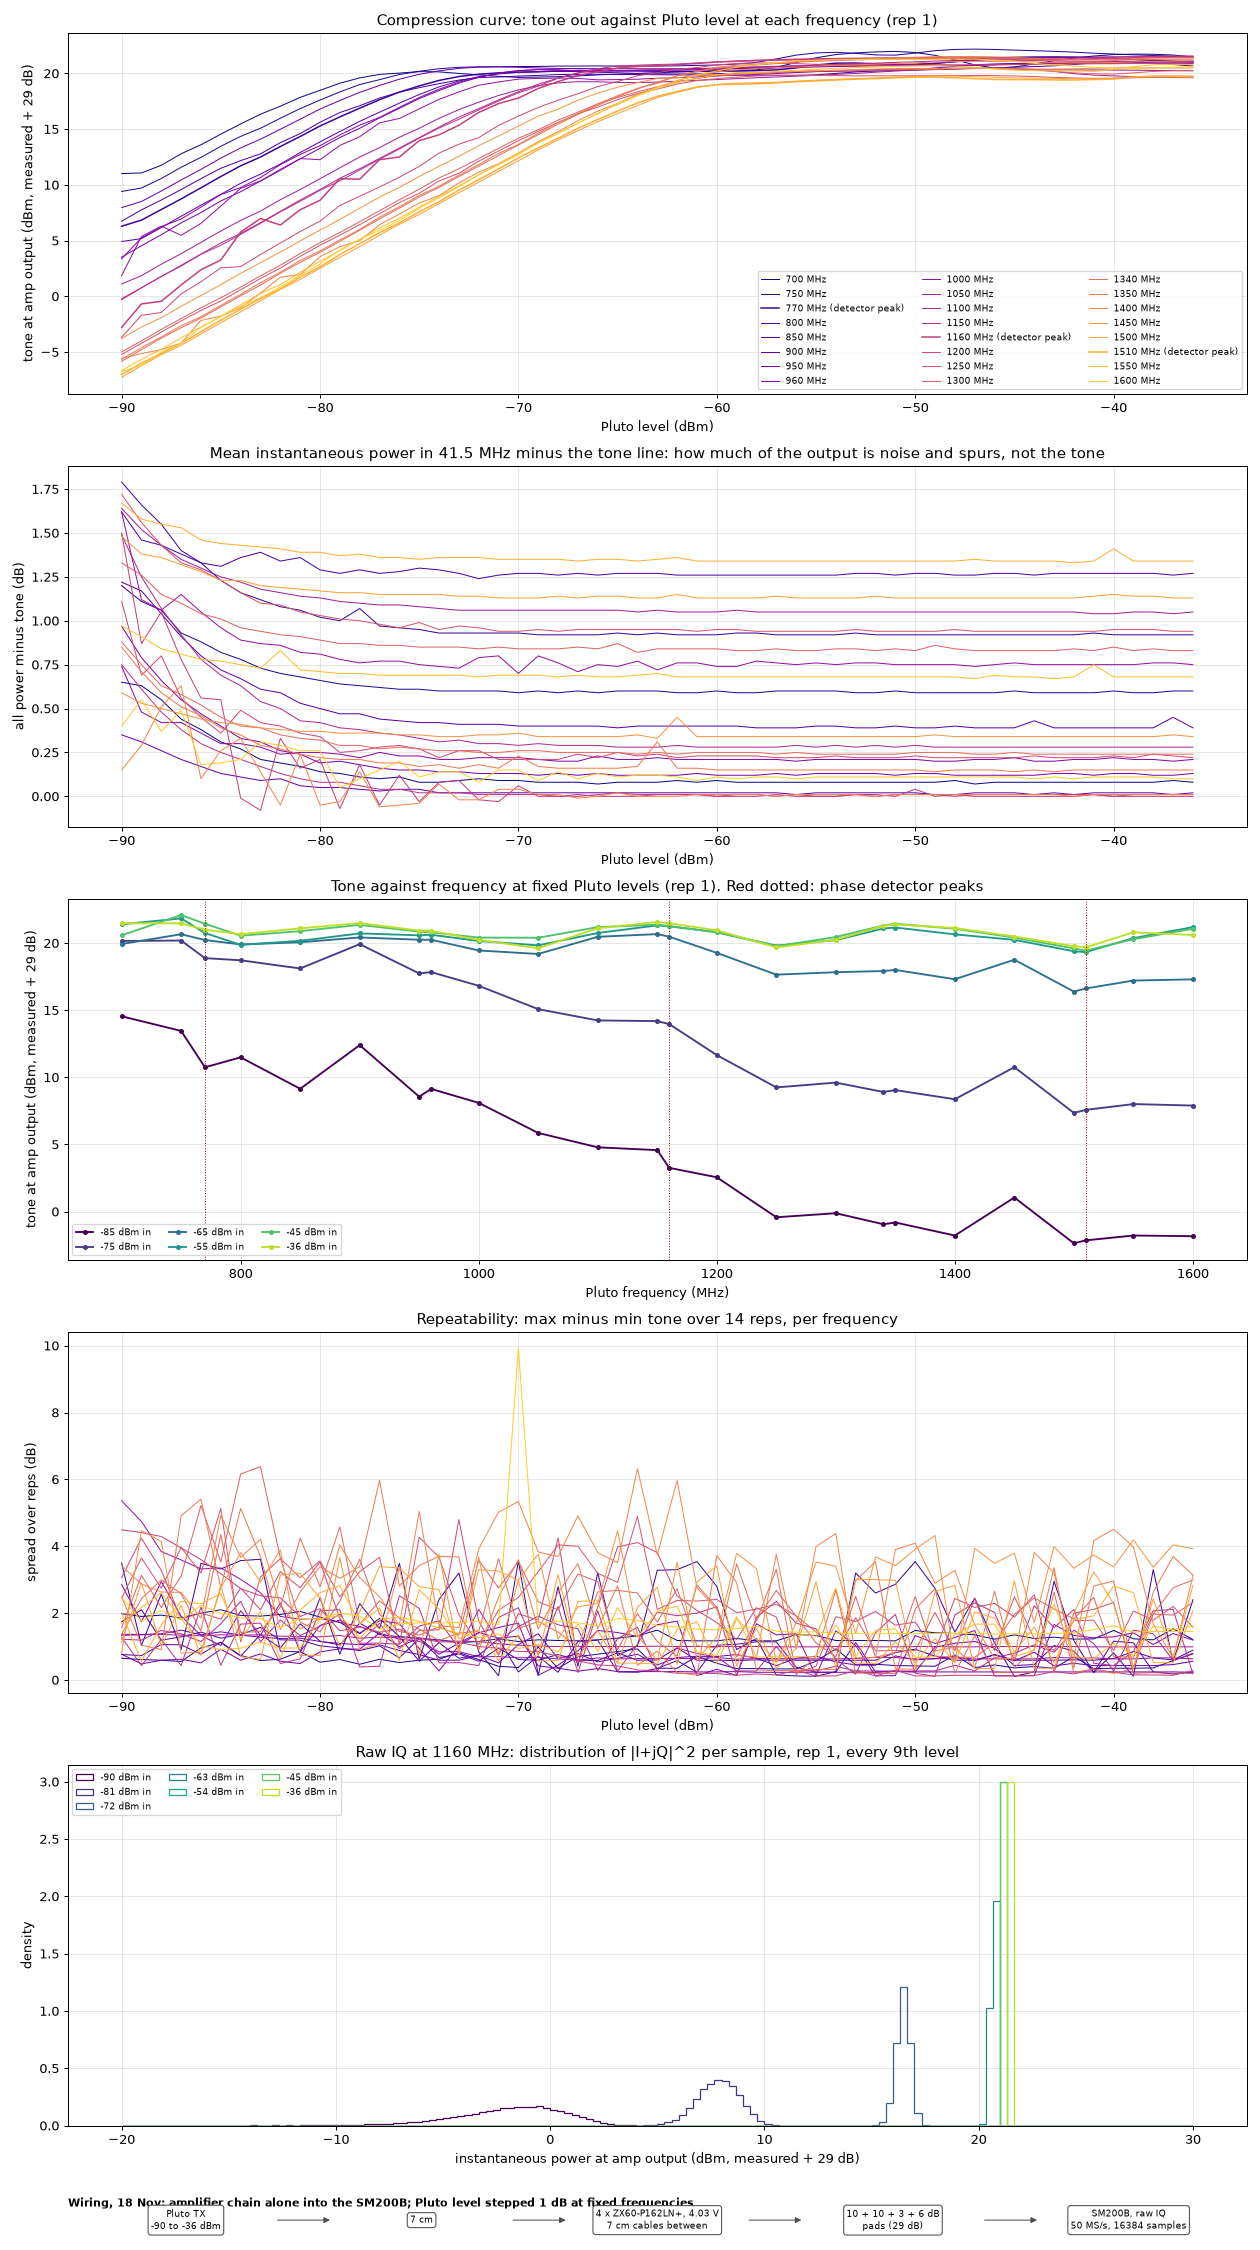 Compression curve: tone out against Pluto level at each frequency (rep 1)
tone at amp output (dBm, measured + 29 dB)
20
15
10
5
0
−5
700 MHz
750 MHz
770 MHz (detector peak)
800 MHz
850 MHz
900 MHz
950 MHz
960 MHz
1000 MHz
1050 MHz
1100 MHz
1150 MHz
1160 MHz (detector peak)
1200 MHz
1250 MHz
1300 MHz
1340 MHz
1350 MHz
1400 MHz
1450 MHz
1500 MHz
1510 MHz (detector peak)
1550 MHz
1600 MHz
−90 −80 −70 −60 −50 −40
Pluto level (dBm)
Mean instantaneous power in 41.5 MHz minus the tone line: how much of the output is noise and spurs, not the tone
all power minus tone (dB)
1.75
1.50
1.25
1.00
0.75
0.50
0.25
0.00
−90 −80 −70 −60 −50 −40
Pluto level (dBm)
Tone against frequency at fixed Pluto levels (rep 1). Red dotted: phase detector peaks
tone at amp output (dBm, measured + 29 dB)
20
15
10
5
0
-85 dBm in
-75 dBm in
-65 dBm in
-55 dBm in
-45 dBm in
-36 dBm in
800 1000 1200 1400 1600
Pluto frequency (MHz)
Repeatability: max minus min tone over 14 reps, per frequency
spread over reps (dB)
10
8
6
4
2
0
−90 −80 −70 −60 −50 −40
Pluto level (dBm)
Raw IQ at 1160 MHz: distribution of |I+jQ|^2 per sample, rep 1, every 9th level
density
3.0
2.5
2.0
1.5
1.0
0.5
0.0
-90 dBm in
-81 dBm in
-72 dBm in
-63 dBm in
-54 dBm in
-45 dBm in
-36 dBm in
−20 −10 0 10 20 30
instantaneous power at amp output (dBm, measured + 29 dB)
Wiring, 18 Nov: amplifier chain alone into the SM200B; Pluto level stepped 1 dB at fixed frequencies
Pluto TX
-90 to -36 dBm
7 cm
4 x ZX60-P162LN+, 4.03 V
7 cm cables between
10 + 10 + 3 + 6 dB
pads (29 dB)
SM200B, raw IQ
50 MS/s, 16384 samples